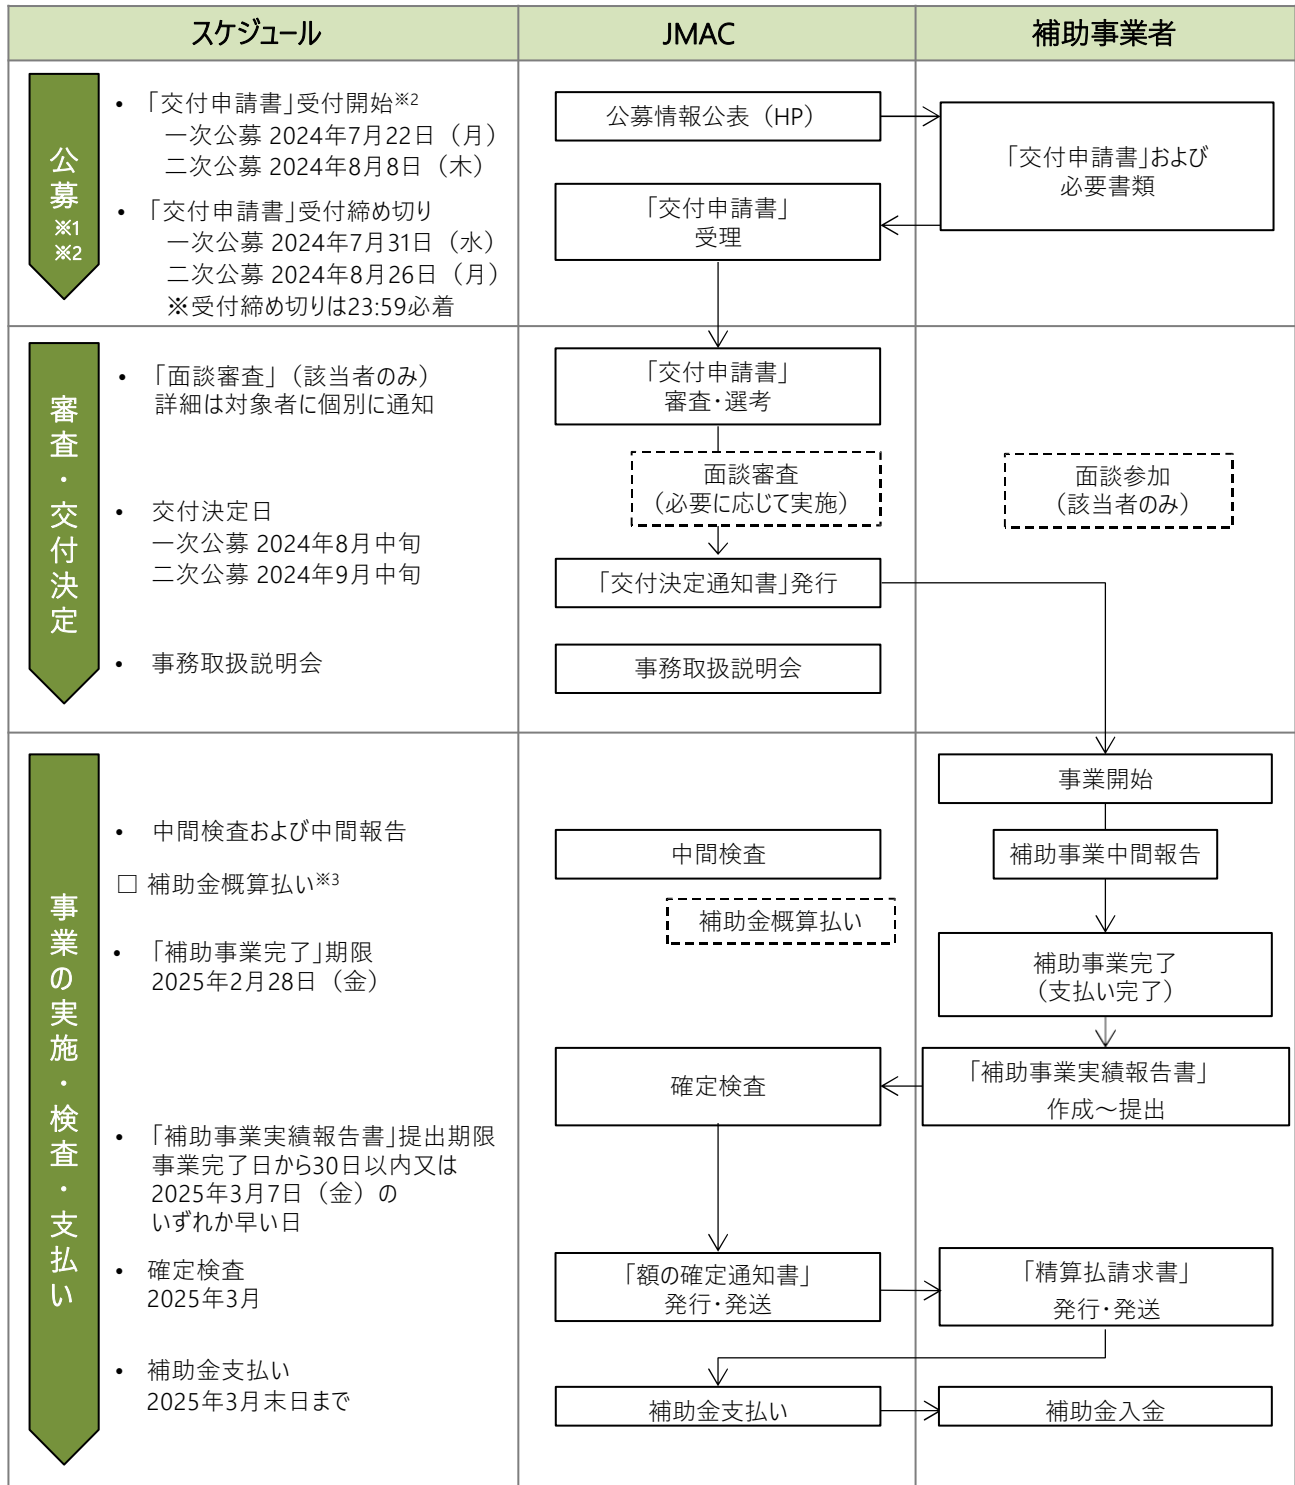 スケジュール
JMAC
補助事業者
公募
※1
※2
• 「交付申請書」受付開始※2
一次公募 2024年7月22日（月）
二次公募 2024年8月8日（木）
• 「交付申請書」受付締め切り
一次公募 2024年7月31日（水）
二次公募 2024年8月26日（月）
※受付締め切りは23:59必着
公募情報公表（HP）
「交付申請書」
受理
「交付申請書」および
必要書類
審査・交付決定
• 「面談審査」（該当者のみ）
詳細は対象者に個別に通知
• 交付決定日
一次公募 2024年8月中旬
二次公募 2024年9月中旬
• 事務取扱説明会
「交付申請書」
審査・選考
面談審査
（必要に応じて実施）
「交付決定通知書」発行
事務取扱説明会
面談参加
（該当者のみ）
事業の実施・検査・支払い
• 中間検査および中間報告
□ 補助金概算払い※3
• 「補助事業完了」期限
2025年2月28日（金）
• 「補助事業実績報告書」提出期限
事業完了日から30日以内又は
2025年3月7日（金）の
いずれか早い日
• 確定検査
2025年3月
• 補助金支払い
2025年3月末日まで
中間検査
補助金概算払い
確定検査
「額の確定通知書」
発行・発送
補助金支払い
事業開始
補助事業中間報告
補助事業完了
（支払い完了）
「補助事業実績報告書」
作成～提出
「精算払請求書」
発行・発送
補助金入金